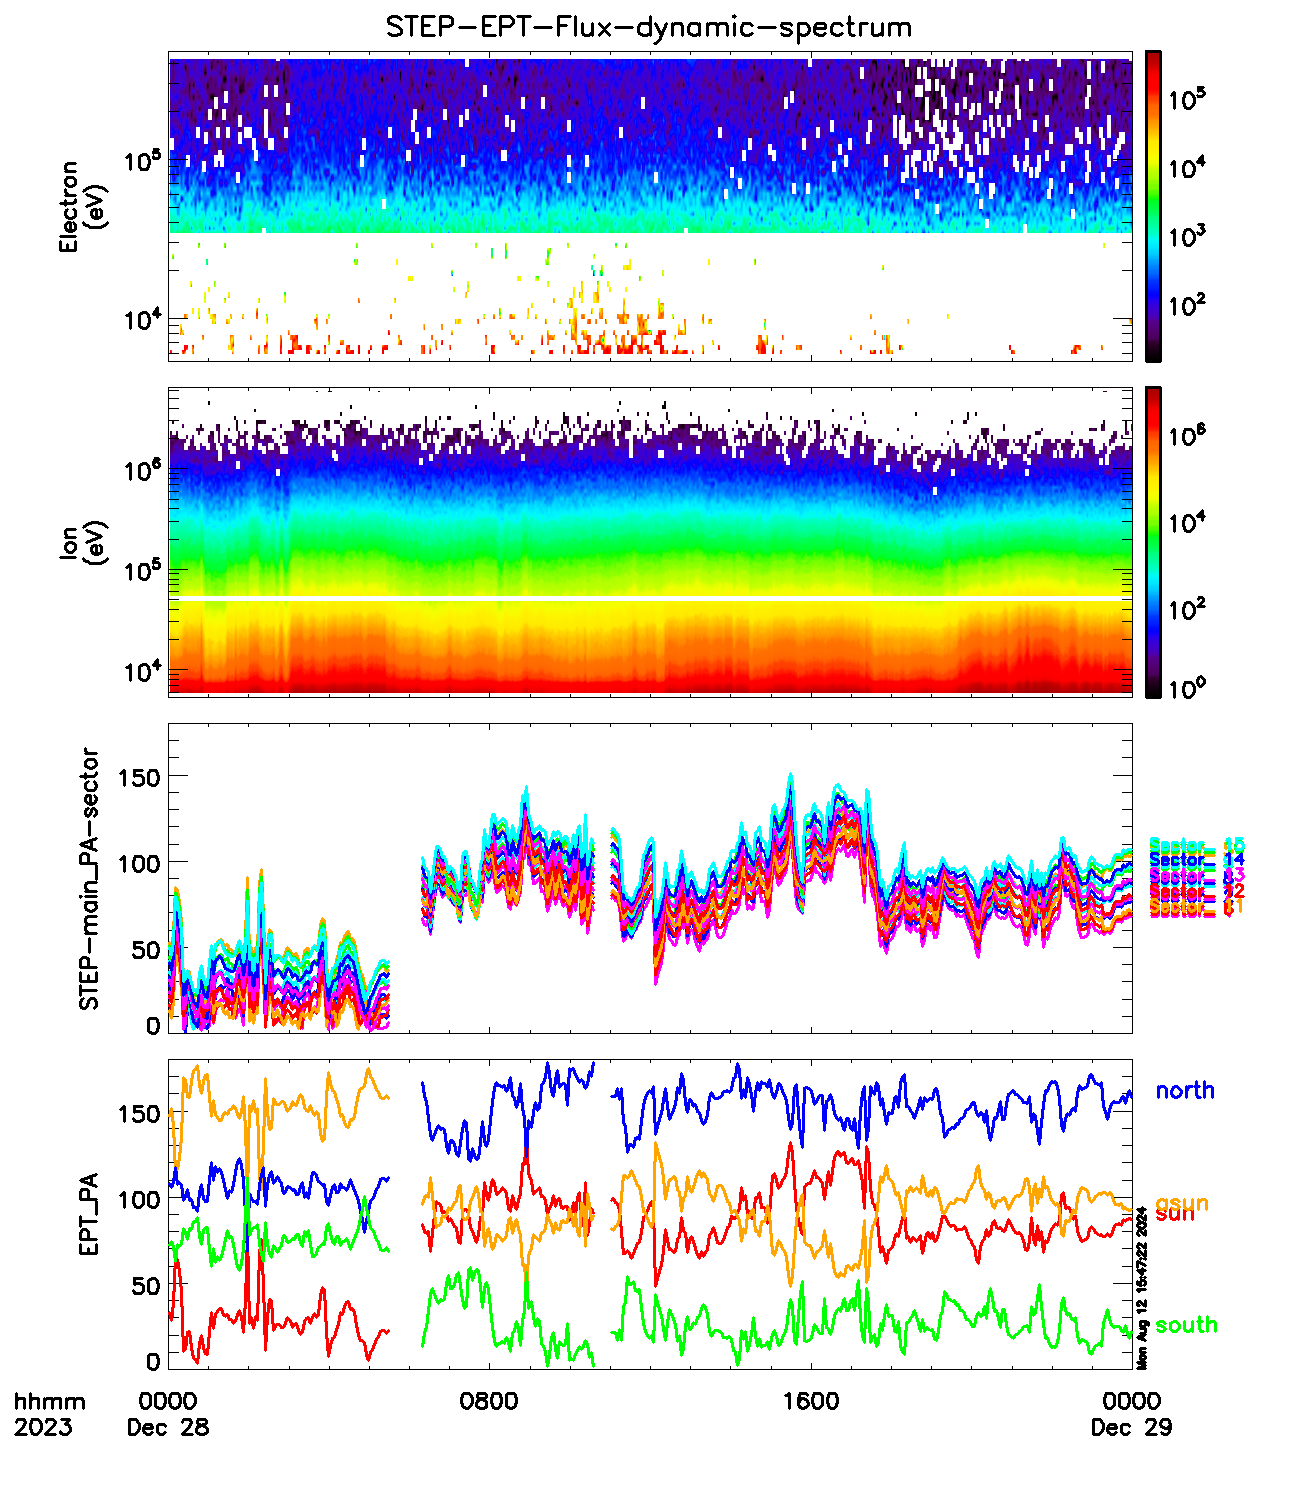 STEP-EPT-Flux-dynamic-spectrum
Electron
(eV)
10^5
10^4
10^5
10^4
10^3
10^2
Ion
(eV)
10^6
10^5
10^4
10^6
10^4
10^2
10^0
STEP-main_PA-sector
150
100
50
0
Sector_ 14
EPT_PA
150
100
50
0
north
asun
sun
south
Mon Aug 12 15:47:22 2024
hhmm 0000 0800 1600 0000
2023 Dec 28 Dec 29